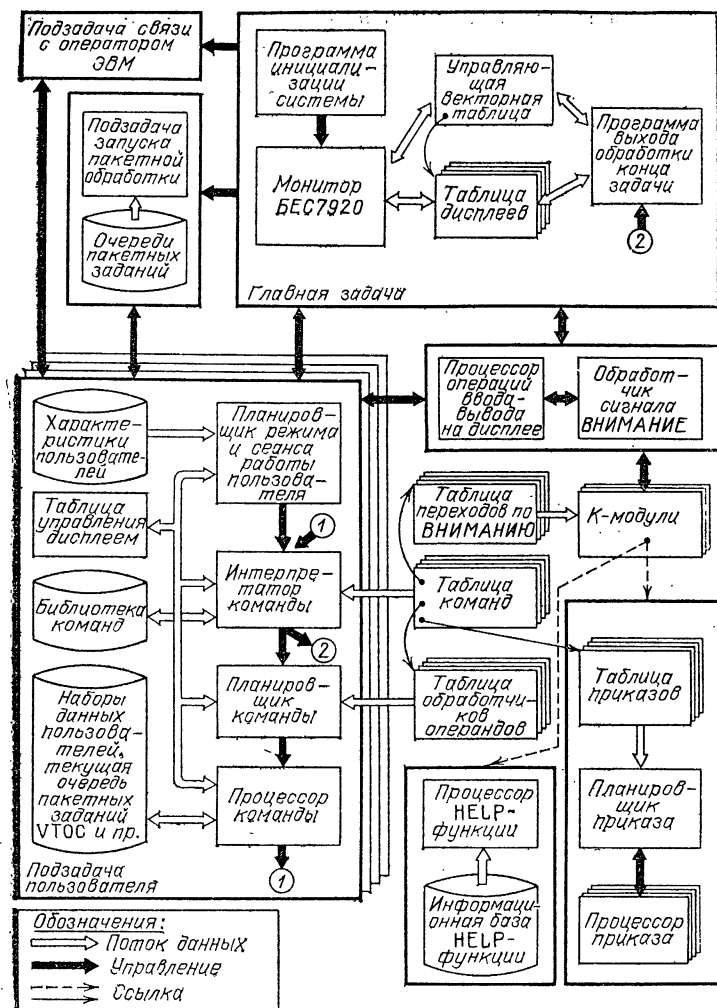 Подзадача связи
с оператором
ЭВМ
Программа
инициали-
зации
системы
Управляю-
щая
векторная
таблица
Программа
выхода
обработки
конца
задачи
Подзадача
запуска
пакетной
обработки
Монитор
БЕС7920
Таблица
дисплеев
2
Очереди
пакетных
заданий
Главная задача
Процессор
операций
ввода-
вывода
на дисплее
Обработ-
чик
сигнала
ВНИМАНИЕ
Характе-
ристики
пользова-
телей
Планиров-
щик режима
и сеанса
работы
пользова-
теля
Таблица
управления
дисплеем
Таблица
переходов по
ВНИМАНИЮ
К-модули
1
Библиотека
команд
Интерпре-
татор
команды
Таблица
команд
2
Наборы
данных
пользова-
телей,
текущая
очередь
пакетных
заданий
VTOC и пр.
Планиров-
щик
команды
Таблица
обработчи-
ков
операндов
Таблица
приказов
Процессор
команды
Процессор
HELP-
функции
Планиров-
щик
приказа
Подзадача
пользователя
1
Информаци-
онная база
HELP-
функции
Процессор
приказа
Обозначения:
Поток данных
Управление
Ссылка